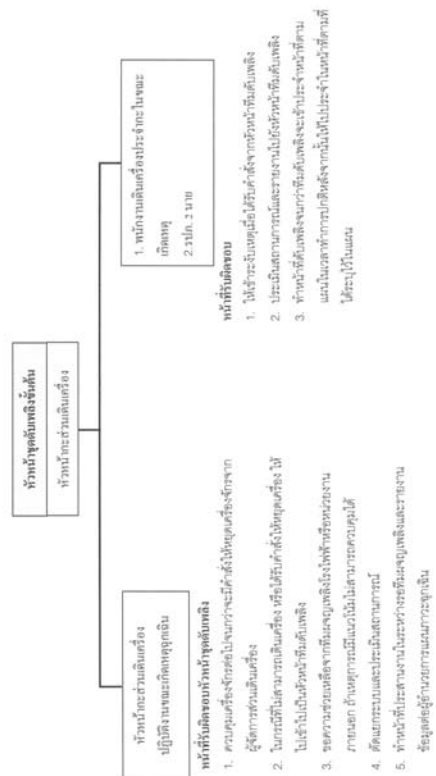 หัวหน้าชุดดับเพลิงขั้นต้น
หัวหน้ากะส่วนเดินเครื่อง
หัวหน้ากะส่วนเดินเครื่อง
ปฏิบัติงานขณะเกิดเหตุฉุกเฉิน
หน้าที่รับผิดชอบหัวหน้าชุดดับเพลิง
1. ควบคุมเครื่องจักรต่อไปจนกว่าจะมีคำสั่งให้หยุดเครื่องจักรจาก
ผู้จัดการส่วนเดินเครื่อง
2. ในกรณีที่ไม่สามารถเดินเครื่อง หรือได้รับคำสั่งให้หยุดเครื่อง ให้
ไปเข้าไปเป็นหัวหน้าทีมดับเพลิง
3. ขอความช่วยเหลือจากทีมผจญเพลิงโรงไฟฟ้าหรือหน่วยงาน
ภายนอก ถ้าเหตุการณ์มีแนวโน้มไม่สามารถควบคุมได้
4. ตัดแยกระบบและประเมินสถานการณ์
5. ทำหน้าที่ประสานงานในระหว่างรอทีมผจญเพลิงและรายงาน
ข้อมูลต่อผู้อำนวยการแผนภาวะฉุกเฉิน
1. พนักงานเดินเครื่องประจำกะในขณะ
เกิดเหตุ
2. รปภ. 2 นาย
หน้าที่รับผิดชอบ
1. ให้เข้าระงับเหตุเมื่อได้รับคำสั่งจากหัวหน้าทีมดับเพลิง
2. ประเมินสถานการณ์และรายงานไปยังหัวหน้าทีมดับเพลิง
3. ทำหน้าที่ดับเพลิงจนกว่าทีมดับเพลิงจะเข้าประจำหน้าที่ตาม
แผนในเวลาทำการปกติหลังจากนั้นให้ไปประจำในหน้าที่ตามที่
ได้ระบุไว้ในแผน